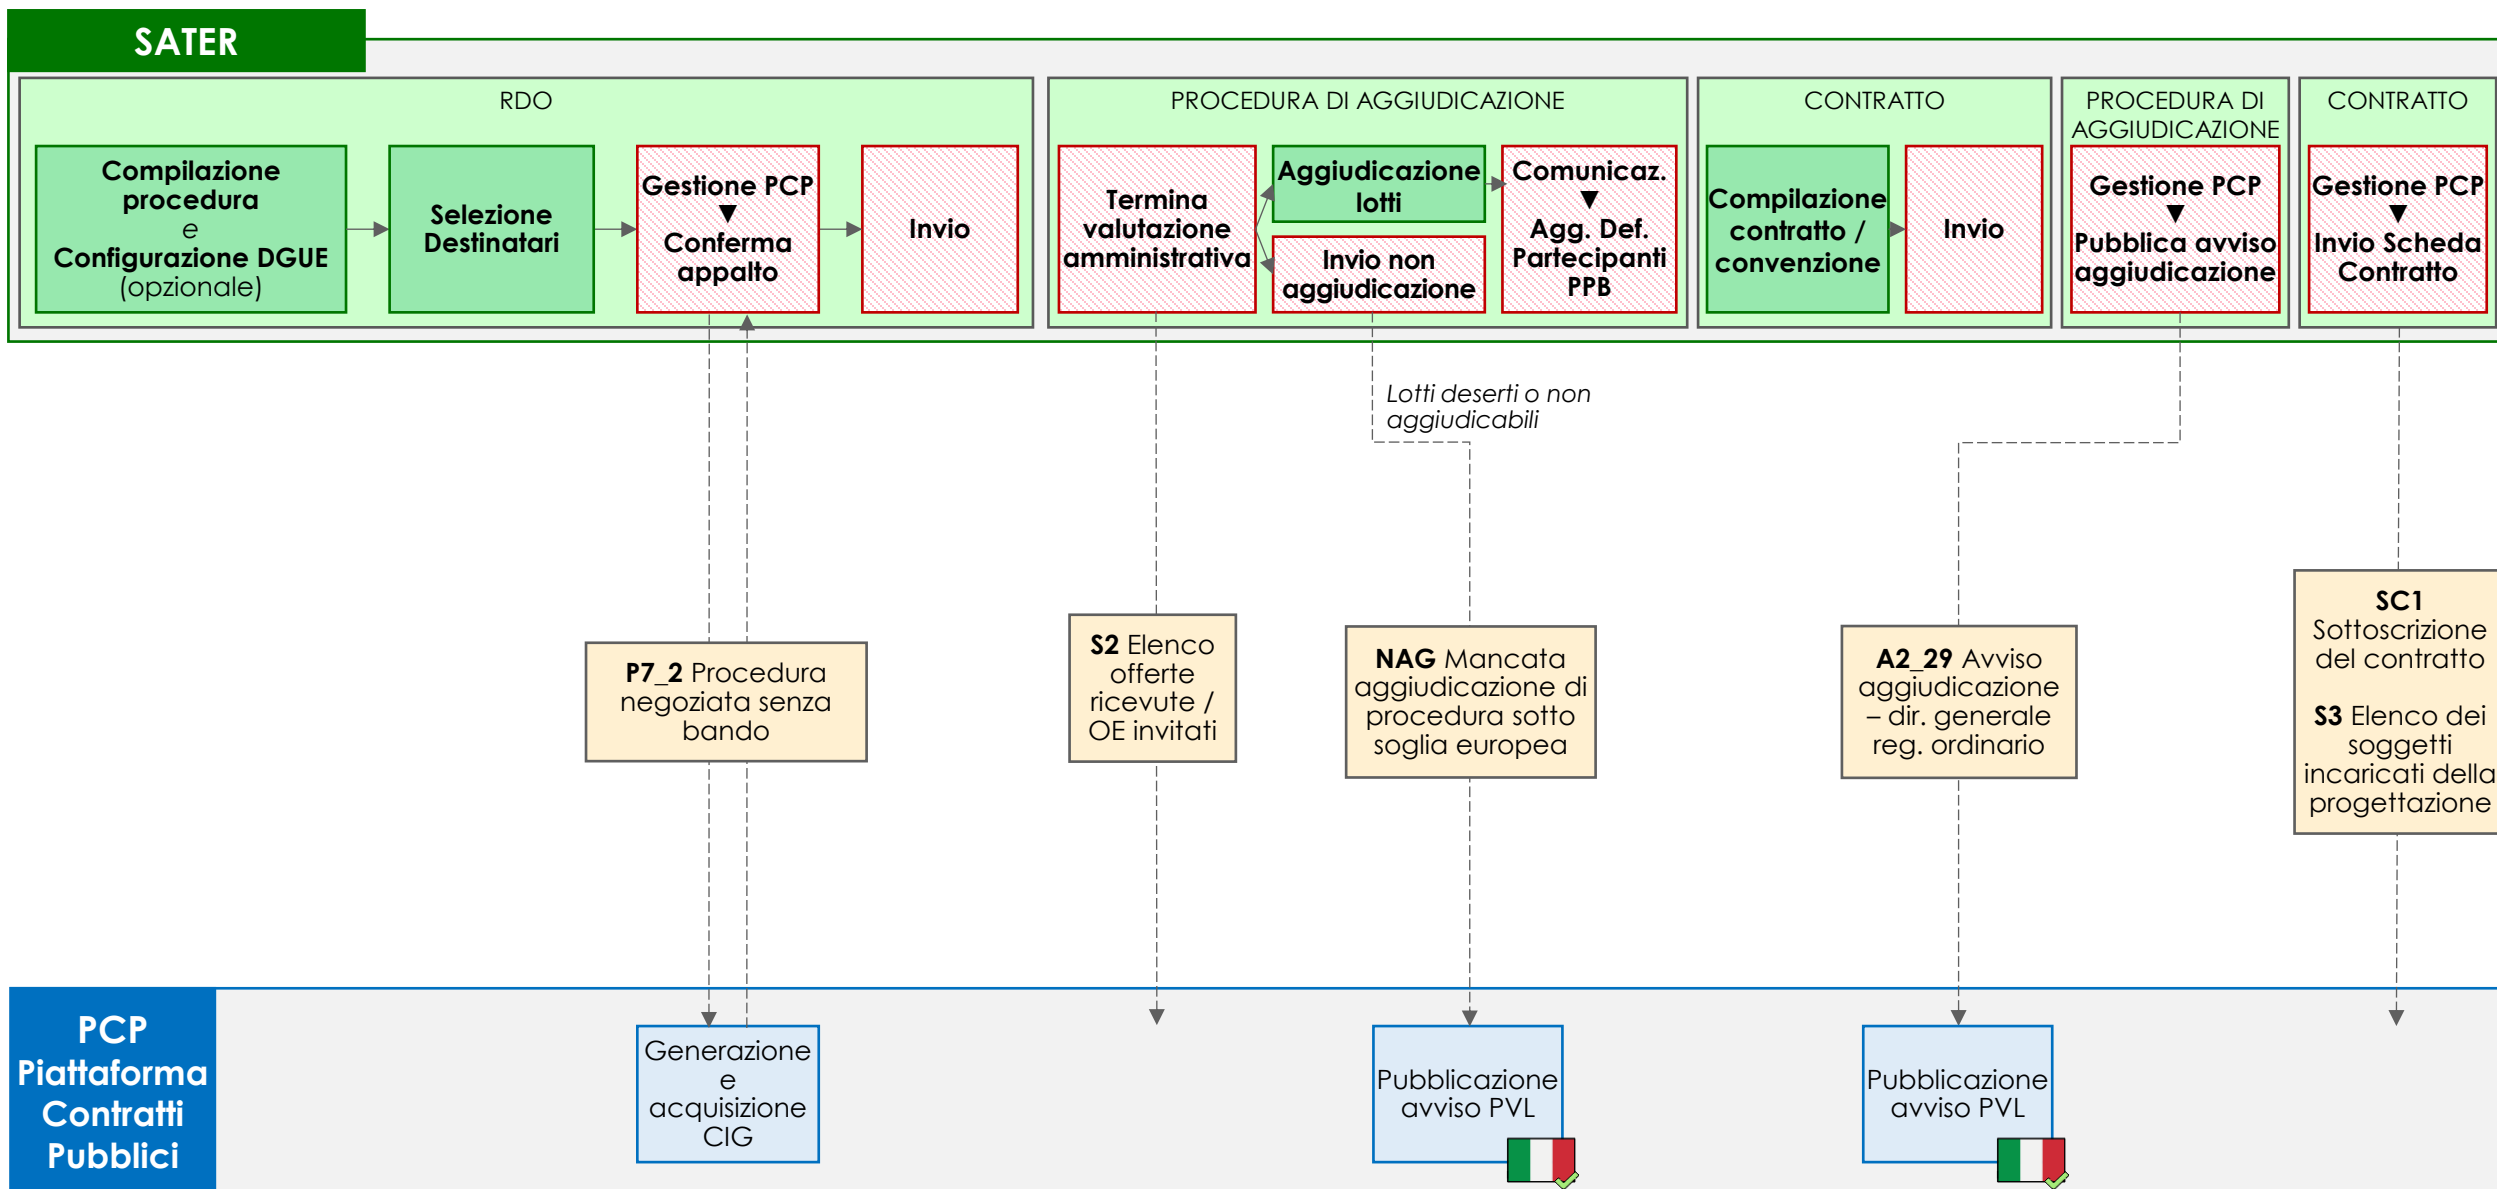 SATER
RDO
Compilazione
procedura
e
Configurazione DGUE
(opzionale)
Selezione
Destinatari
Gestione PCP
▼
Conferma
appalto
Invio
PROCEDURA DI AGGIUDICAZIONE
Termina
valutazione
amministrativa
Aggiudicazione
lotti
Invio non
aggiudicazione
Comunicaz.
▼
Agg. Def.
Partecipanti
PPB
CONTRATTO
Compilazione
contratto /
convenzione
Invio
PROCEDURA DI
AGGIUDICAZIONE
Gestione PCP
▼
Pubblica avviso
aggiudicazione
CONTRATTO
Gestione PCP
▼
Invio Scheda
Contratto
Lotti deserti o non
aggiudicabili
P7_2 Procedura
negoziata senza
bando
S2 Elenco
offerte
ricevute /
OE invitati
NAG Mancata
aggiudicazione di
procedura sotto
soglia europea
A2_29 Avviso
aggiudicazione
– dir. generale
reg. ordinario
SC1
Sottoscrizione
del contratto
S3 Elenco dei
soggetti
incaricati della
progettazione
PCP
Piattaforma
Contratti
Pubblici
Generazione
e
acquisizione
CIG
Pubblicazione
avviso PVL
Pubblicazione
avviso PVL